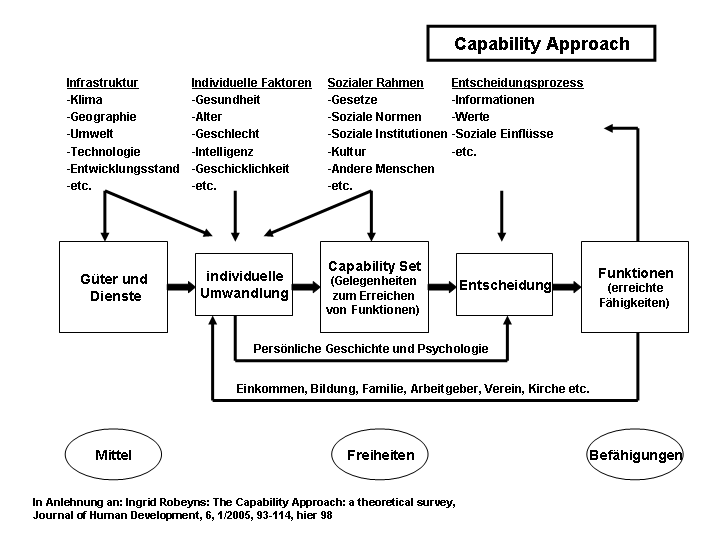 Capability Approach
Infrastruktur
-Klima
-Geographie
-Umwelt
-Technologie
-Entwicklungsstand
-etc.
Individuelle Faktoren
-Gesundheit
-Alter
-Geschlecht
-Intelligenz
-Geschicklichkeit
-etc.
Sozialer Rahmen
-Gesetze
-Soziale Normen
-Soziale Institutionen
-Kultur
-Andere Menschen
-etc.
Entscheidungsprozess
-Informationen
-Werte
-Soziale Einflüsse
-etc.
Güter und
Dienste
individuelle
Umwandlung
Capability Set
(Gelegenheiten
zum Erreichen
von Funktionen)
Entscheidung
Funktionen
(erreichte
Fähigkeiten)
Persönliche Geschichte und Psychologie
Einkommen, Bildung, Familie, Arbeitgeber, Verein, Kirche etc.
Mittel
Freiheiten
Befähigungen
In Anlehnung an: Ingrid Robeyns: The Capability Approach: a theoretical survey,
Journal of Human Development, 6, 1/2005, 93-114, hier 98